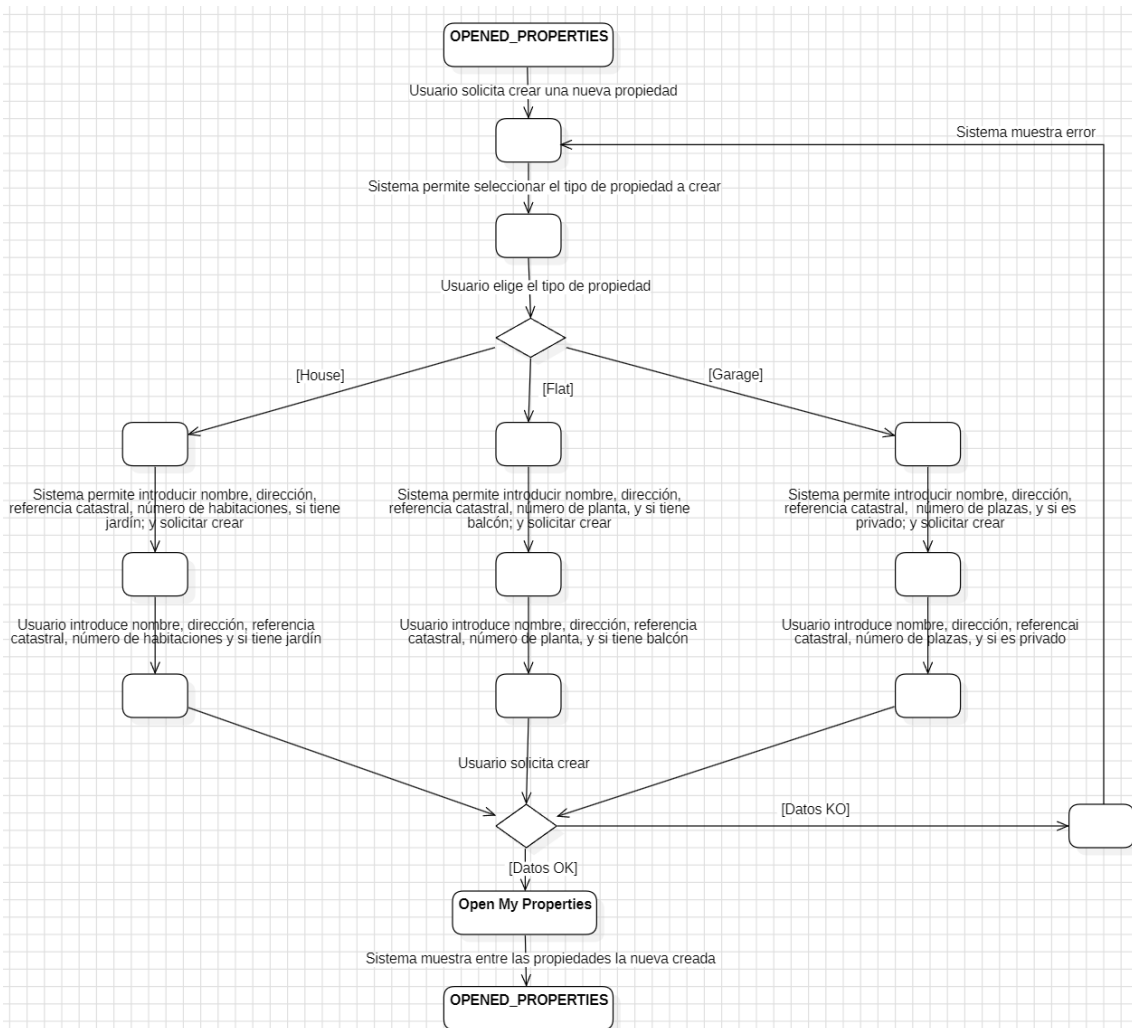 OPENED_PROPERTIES
Usuario solicita crear una nueva propiedad
Sistema muestra error
Sistema permite seleccionar el tipo de propiedad a crear
Usuario elige el tipo de propiedad
[House]
[Flat]
[Garage]
Sistema permite introducir nombre, dirección,
referencia catastral, número de habitaciones, si tiene
jardín; y solicitar crear
Sistema permite introducir nombre, dirección,
referencia catastral, número de planta, y si tiene
balcón; y solicitar crear
Sistema permite introducir nombre, dirección,
referencia catastral, número de plazas, y si es
privado; y solicitar crear
Usuario introduce nombre, dirección, referencia
catastral, número de habitaciones y si tiene jardín
Usuario introduce nombre, dirección, referencia
catastral, número de planta, y si tiene balcón
Usuario introduce nombre, dirección, referencai
catastral, número de plazas, y si es privado
Usuario solicita crear
[Datos KO]
[Datos OK]
Open My Properties
Sistema muestra entre las propiedades la nueva creada
OPENED_PROPERTIES